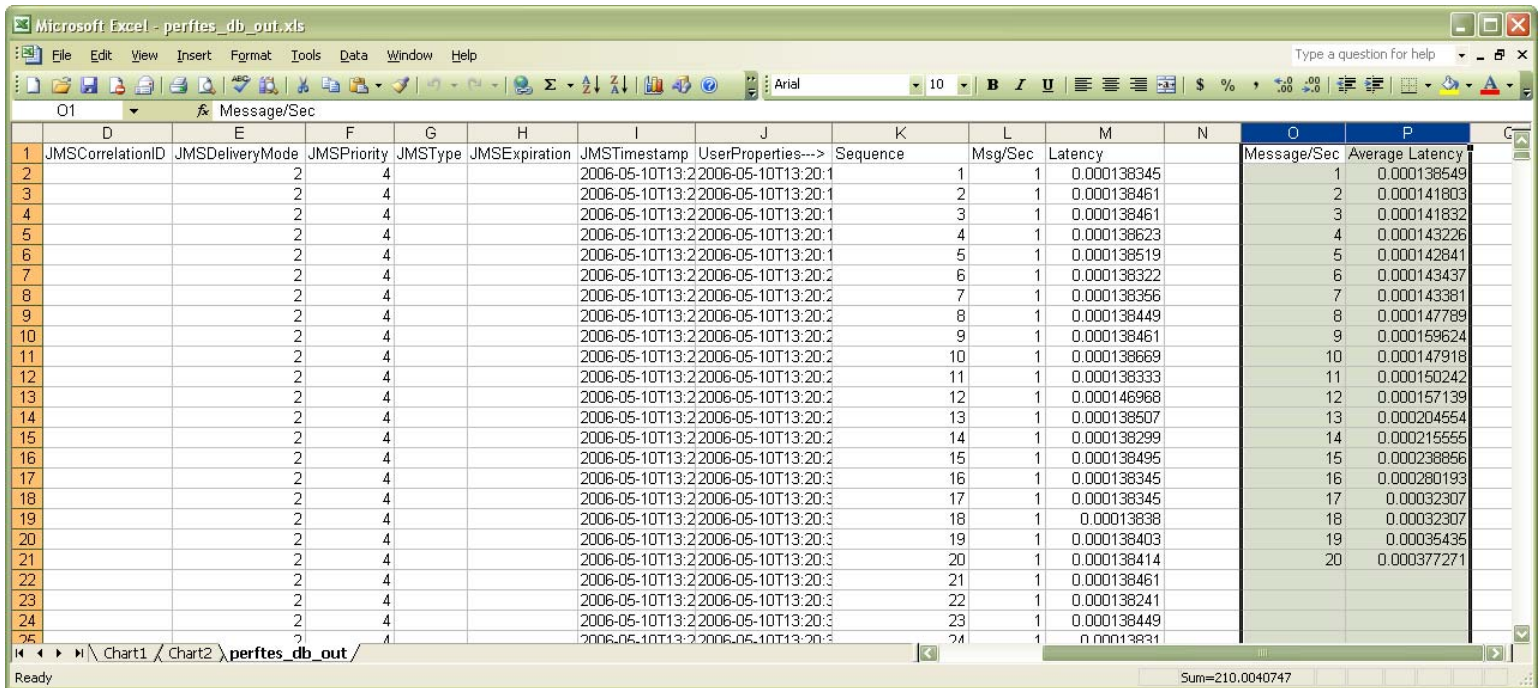 Microsoft Excel - perftes_db_out.xls
File Edit View Insert Format Tools Data Window Help Type a question for help
Arial 10 B I U $ % ,
O1 fx Message/Sec
D E F G H I J K L M N O P
1 JMSCorrelationID JMSDeliveryMode JMSPriority JMSType JMSExpiration JMSTimestamp UserProperties---> Sequence Msg/Sec Latency Message/Sec Average Latency
2 2 4 2006-05-10T13:2 2006-05-10T13:20:1 1 1 0.000138345 1 0.000138549
3 2 4 2006-05-10T13:2 2006-05-10T13:20:1 2 1 0.000138461 2 0.000141803
4 2 4 2006-05-10T13:2 2006-05-10T13:20:1 3 1 0.000138461 3 0.000141832
5 2 4 2006-05-10T13:2 2006-05-10T13:20:1 4 1 0.000138623 4 0.000143226
6 2 4 2006-05-10T13:2 2006-05-10T13:20:1 5 1 0.000138519 5 0.000142841
7 2 4 2006-05-10T13:2 2006-05-10T13:20:2 6 1 0.000138322 6 0.000143437
8 2 4 2006-05-10T13:2 2006-05-10T13:20:2 7 1 0.000138356 7 0.000143381
9 2 4 2006-05-10T13:2 2006-05-10T13:20:2 8 1 0.000138449 8 0.000147789
10 2 4 2006-05-10T13:2 2006-05-10T13:20:2 9 1 0.000138461 9 0.000159624
11 2 4 2006-05-10T13:2 2006-05-10T13:20:2 10 1 0.000138669 10 0.000147918
12 2 4 2006-05-10T13:2 2006-05-10T13:20:2 11 1 0.000138333 11 0.000150242
13 2 4 2006-05-10T13:2 2006-05-10T13:20:2 12 1 0.000146968 12 0.000157139
14 2 4 2006-05-10T13:2 2006-05-10T13:20:2 13 1 0.000138507 13 0.000204554
15 2 4 2006-05-10T13:2 2006-05-10T13:20:2 14 1 0.000138299 14 0.000215555
16 2 4 2006-05-10T13:2 2006-05-10T13:20:2 15 1 0.000138495 15 0.000238856
17 2 4 2006-05-10T13:2 2006-05-10T13:20:3 16 1 0.000138345 16 0.000280193
18 2 4 2006-05-10T13:2 2006-05-10T13:20:3 17 1 0.000138345 17 0.00032307
19 2 4 2006-05-10T13:2 2006-05-10T13:20:3 18 1 0.00013838 18 0.00032307
20 2 4 2006-05-10T13:2 2006-05-10T13:20:3 19 1 0.000138403 19 0.00035435
21 2 4 2006-05-10T13:2 2006-05-10T13:20:3 20 1 0.000138414 20 0.000377271
22 2 4 2006-05-10T13:2 2006-05-10T13:20:3 21 1 0.000138461
23 2 4 2006-05-10T13:2 2006-05-10T13:20:3 22 1 0.000138241
24 2 4 2006-05-10T13:2 2006-05-10T13:20:3 23 1 0.000138449
25 2 4 2006-05-10T13:2 2006-05-10T13:20:3 24 1 0.00013831
Chart1 Chart2 perftes_db_out
Ready Sum=210.0040747